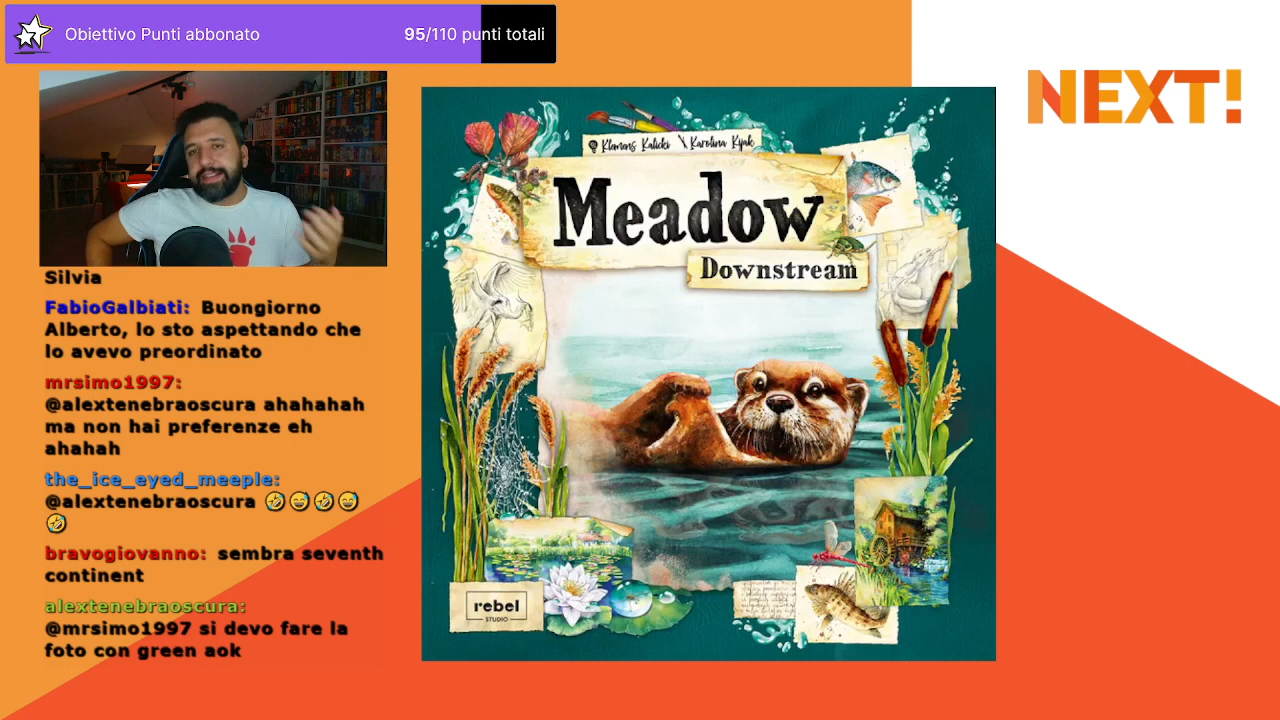 Obiettivo Punti abbonato
95/110 punti totali
NEXT!
Silvia
FabioGalbiati: Buongiorno
Alberto, lo sto aspettando che
lo avevo preordinato
mrsimo1997:
@alextenebraoscura ahahahah
ma non hai preferenze eh
ahahah
the_ice_eyed_meeple:
@alextenebraoscura 🤣😅🤣😅
🤣
bravogiovanno: sembra seventh
continent
alextenebraoscura:
@mrsimo1997 si devo fare la
foto con green aok
Klemens Kalicki \ Karolina Kijak
Meadow
Downstream
rebel
STUDIO